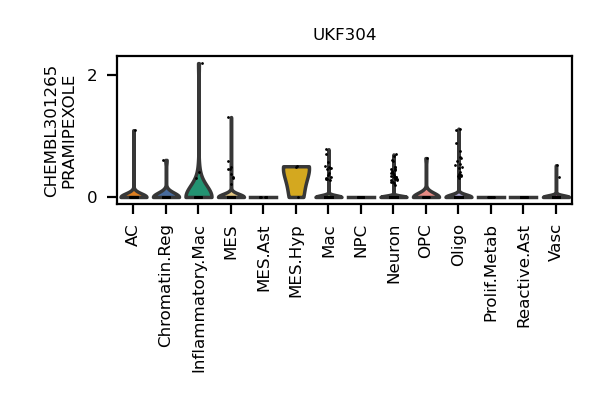 UKF304
CHEMBL301265
PRAMIPEXOLE
2
0
AC
Chromatin.Reg
Inflammatory.Mac
MES
MES.Ast
MES.Hyp
Mac
NPC
Neuron
OPC
Oligo
Prolif.Metab
Reactive.Ast
Vasc